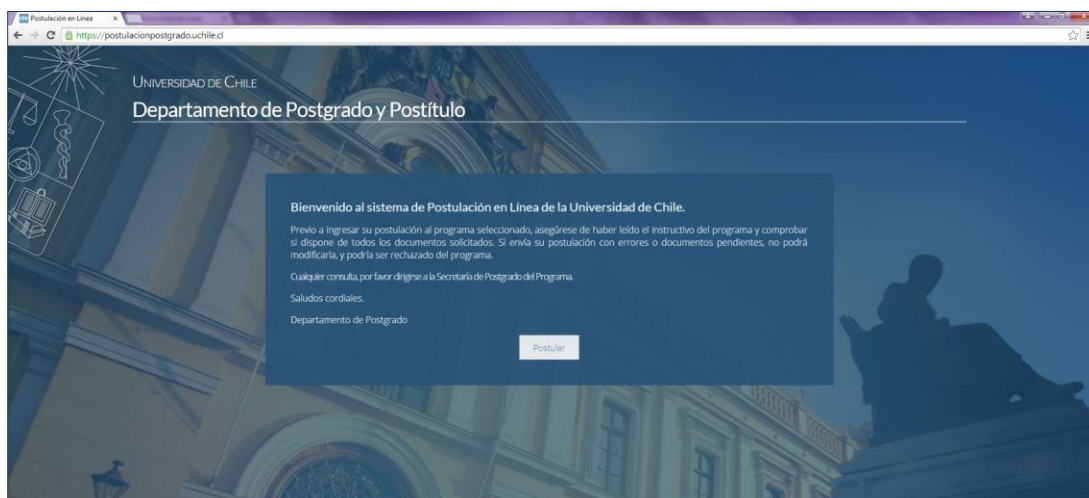 Postulación en Línea
https://postulacionpostgrado.uchile.cl
UNIVERSIDAD DE CHILE
Departamento de Postgrado y Postítulo
Bienvenido al sistema de Postulación en Línea de la Universidad de Chile.
Previo a ingresar su postulación al programa seleccionado, asegúrese de haber leído el instructivo del programa y comprobar
si dispone de todos los documentos solicitados. Si envía su postulación con errores o documentos pendientes, no podrá
modificarla, y podría ser rechazado del programa.
Cualquier consulta, por favor dirigirse a la Secretaría de Postgrado del Programa.
Saludos cordiales.
Departamento de Postgrado
Postular